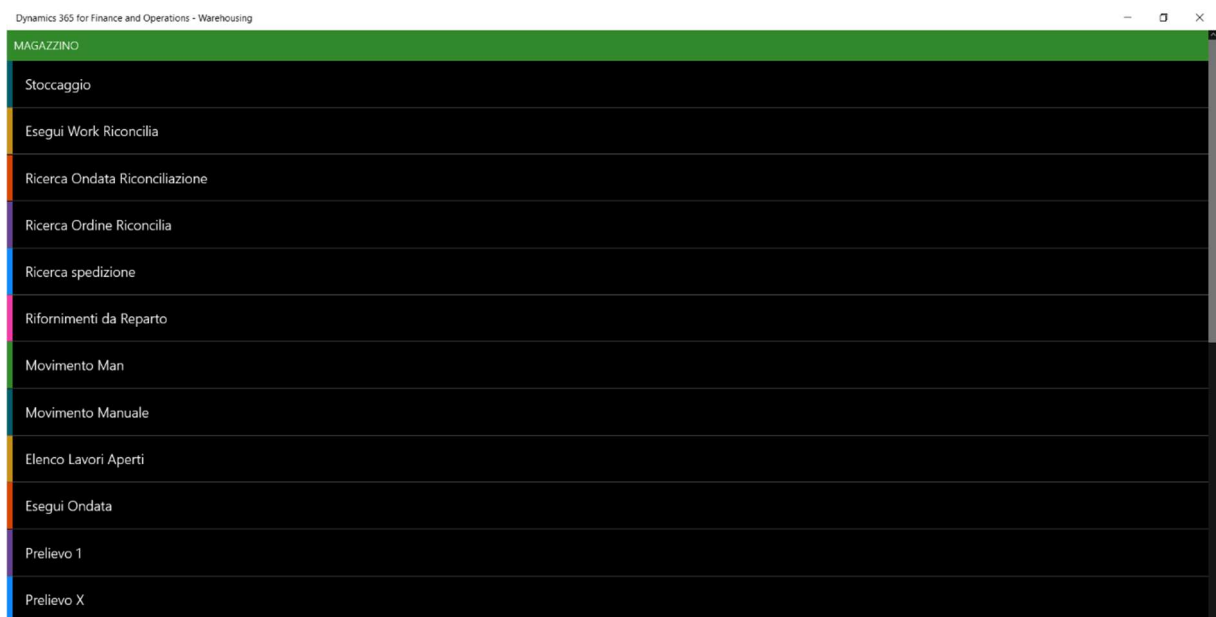 Dynamics 365 for Finance and Operations - Warehousing
MAGAZZINO
Stoccaggio
Esegui Work Riconcilia
Ricerca Ondata Riconciliazione
Ricerca Ordine Riconcilia
Ricerca spedizione
Rifornimenti da Reparto
Movimento Man
Movimento Manuale
Elenco Lavori Aperti
Esegui Ondata
Prelievo 1
Prelievo X